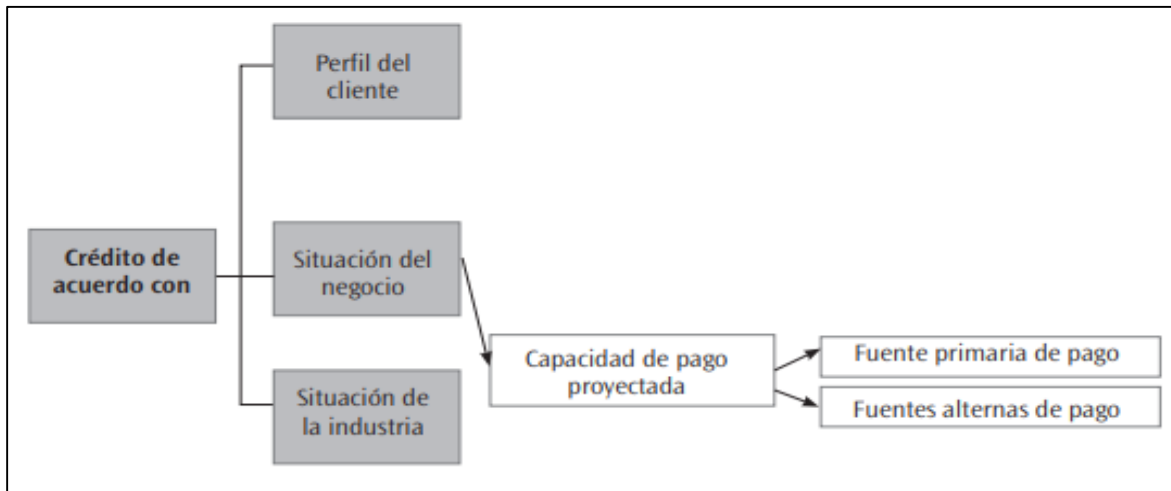 Perfil del
cliente
Crédito de
acuerdo con
Situación del
negocio
Capacidad de pago
proyectada
Fuente primaria de pago
Fuentes alternas de pago
Situación de
la industria